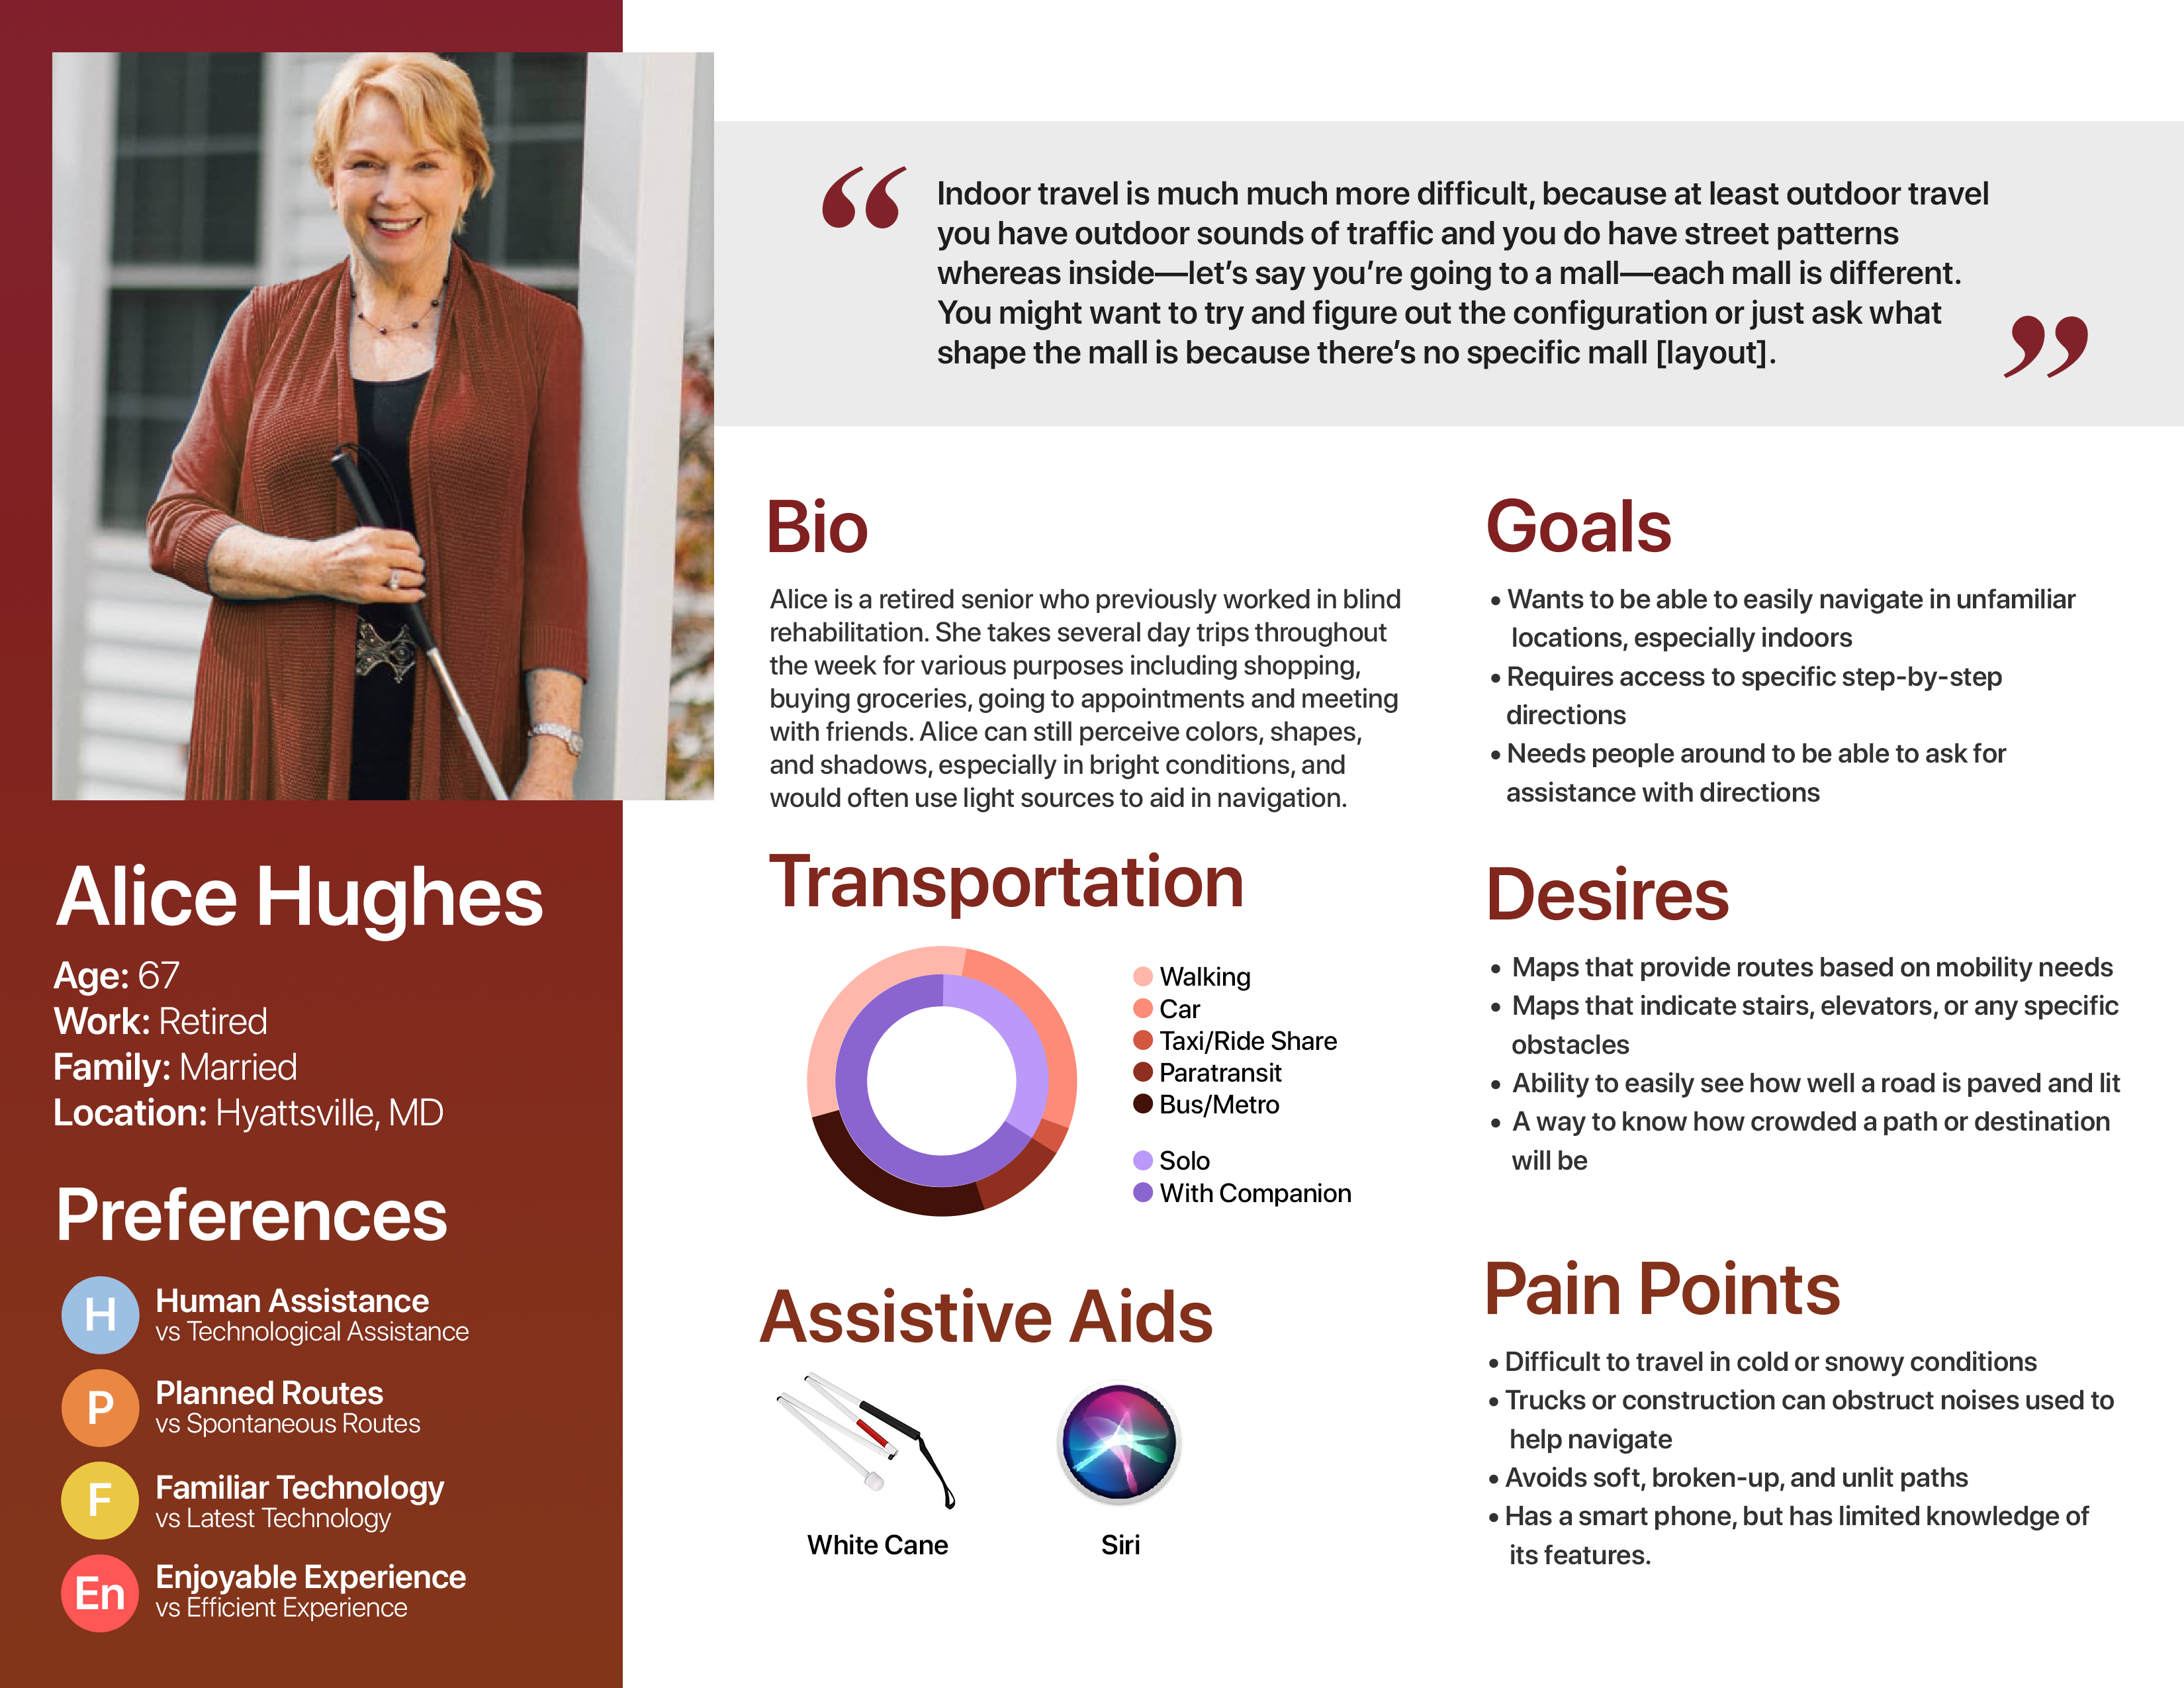 “ Indoor travel is much much more difficult, because at least outdoor travel
you have outdoor sounds of traffic and you do have street patterns
whereas inside—let’s say you’re going to a mall—each mall is different.
You might want to try and figure out the configuration or just ask what
shape the mall is because there’s no specific mall [layout]. ”
Alice Hughes
Age: 67
Work: Retired
Family: Married
Location: Hyattsville, MD
Preferences
H
Human Assistance
vs Technological Assistance
P
Planned Routes
vs Spontaneous Routes
F
Familiar Technology
vs Latest Technology
En
Enjoyable Experience
vs Efficient Experience
Bio
Alice is a retired senior who previously worked in blind
rehabilitation. She takes several day trips throughout
the week for various purposes including shopping,
buying groceries, going to appointments and meeting
with friends. Alice can still perceive colors, shapes,
and shadows, especially in bright conditions, and
would often use light sources to aid in navigation.
Transportation
Walking
Car
Taxi/Ride Share
Paratransit
Bus/Metro
Solo
With Companion
Assistive Aids
White Cane
Siri
Goals
• Wants to be able to easily navigate in unfamiliar
locations, especially indoors
• Requires access to specific step-by-step
directions
• Needs people around to be able to ask for
assistance with directions
Desires
• Maps that provide routes based on mobility needs
• Maps that indicate stairs, elevators, or any specific
obstacles
• Ability to easily see how well a road is paved and lit
• A way to know how crowded a path or destination
will be
Pain Points
• Difficult to travel in cold or snowy conditions
• Trucks or construction can obstruct noises used to
help navigate
• Avoids soft, broken-up, and unlit paths
• Has a smart phone, but has limited knowledge of
its features.